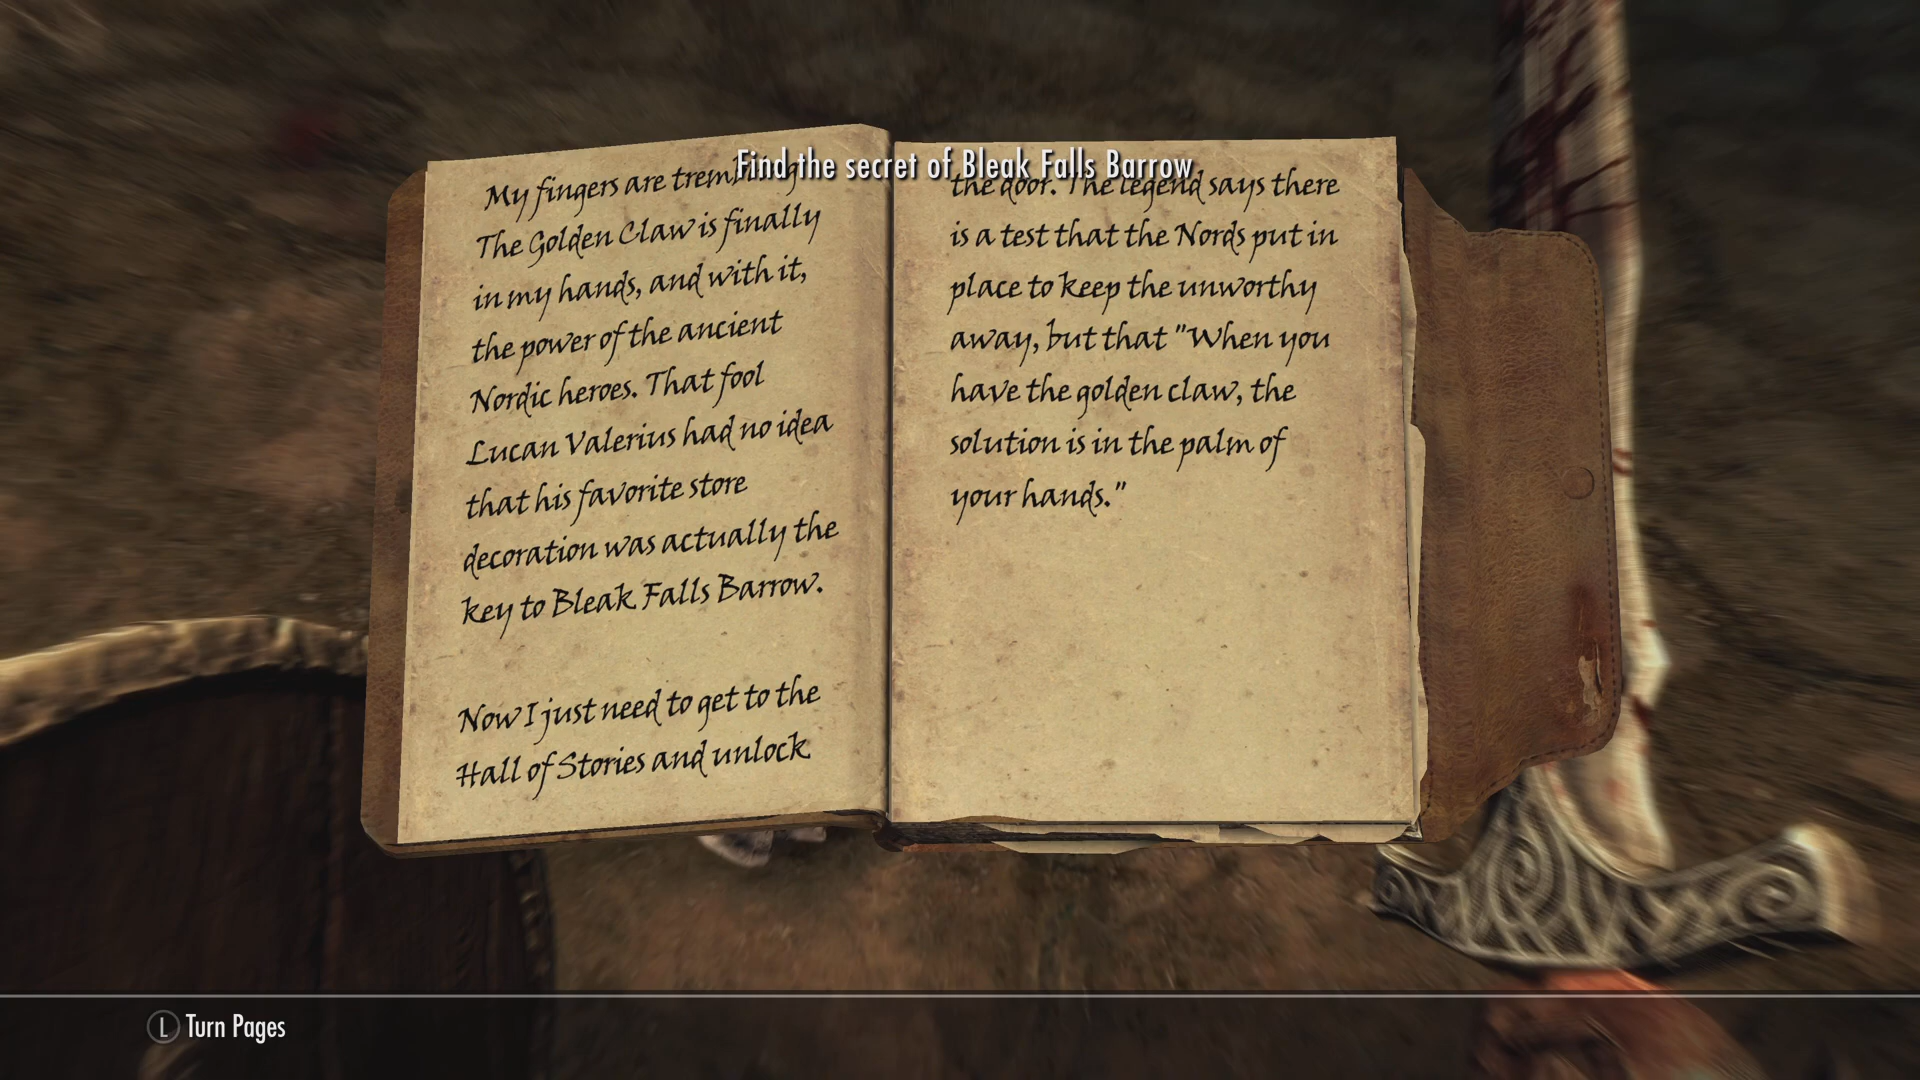 Find the secret of Bleak Falls Barrow
My fingers are trembling
The Golden Claw is finally
in my hands, and with it,
the power of the ancient
Nordic heroes. That fool
Lucan Valerius had no idea
that his favorite store
decoration was actually the
key to Bleak Falls Barrow.
Now I just need to get to the
Hall of Stories and unlock
the door. The legend says there
is a test that the Nords put in
place to keep the unworthy
away, but that "When you
have the golden claw, the
solution is in the palm of
your hands."
L Turn Pages